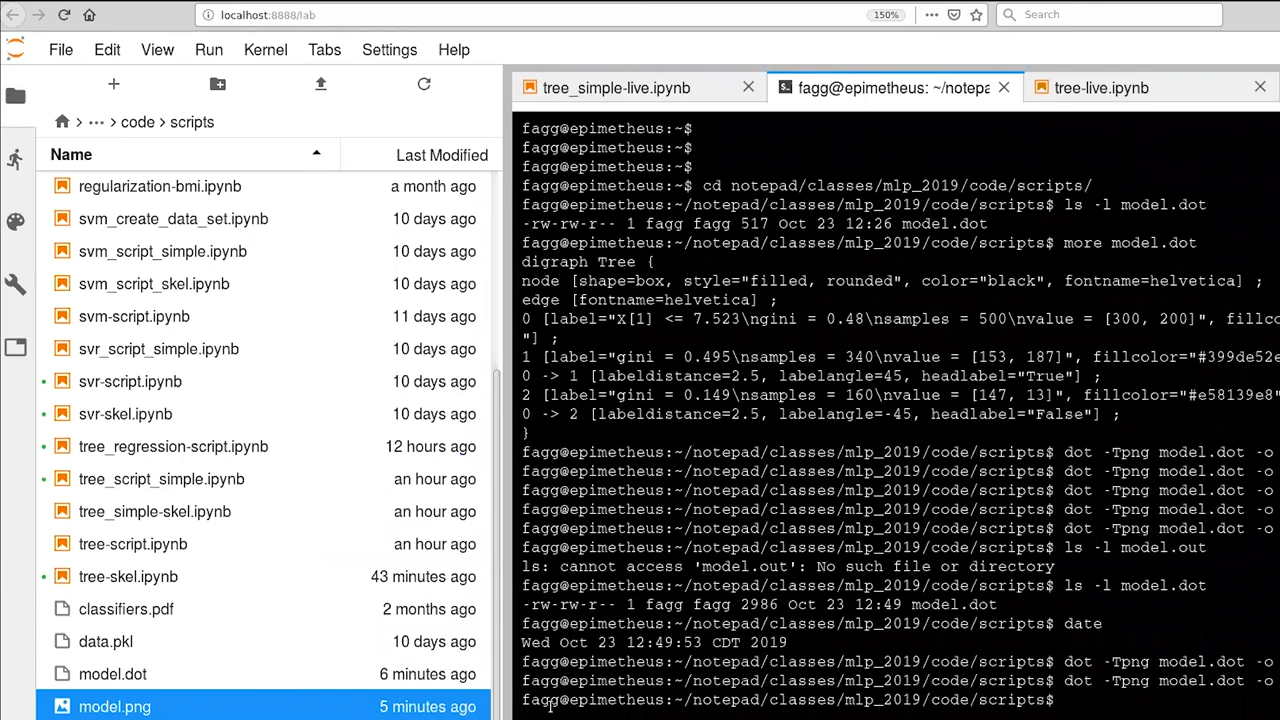 localhost:8888/lab
150%
Search
File Edit View Run Kernel Tabs Settings Help
tree_simple-live.ipynb
fagg@epimetheus: ~/notepa
tree-live.ipynb
code > scripts
Name
Last Modified
regularization-bmi.ipynb a month ago
svm_create_data_set.ipynb 10 days ago
svm_script_simple.ipynb 10 days ago
svm_script_skel.ipynb 10 days ago
svm-script.ipynb 11 days ago
svr_script_simple.ipynb 10 days ago
svr-script.ipynb 10 days ago
svr-skel.ipynb 10 days ago
tree_regression-script.ipynb 12 hours ago
tree_script_simple.ipynb an hour ago
tree_simple-skel.ipynb an hour ago
tree-script.ipynb an hour ago
tree-skel.ipynb 43 minutes ago
classifiers.pdf 2 months ago
data.pkl 10 days ago
model.dot 6 minutes ago
model.png 5 minutes ago
fagg@epimetheus:~$
fagg@epimetheus:~$
fagg@epimetheus:~$
fagg@epimetheus:~$ cd notepad/classes/mlp_2019/code/scripts/
fagg@epimetheus:~/notepad/classes/mlp_2019/code/scripts$ ls -l model.dot
-rw-rw-r-- 1 fagg fagg 517 Oct 23 12:26 model.dot
fagg@epimetheus:~/notepad/classes/mlp_2019/code/scripts$ more model.dot
digraph Tree {
node [shape=box, style="filled, rounded", color="black", fontname=helvetica] ;
edge [fontname=helvetica] ;
0 [label="X[1] <= 7.523\ngini = 0.48\nsamples = 500\nvalue = [300, 200]", fillco
"] ;
1 [label="gini = 0.495\nsamples = 340\nvalue = [153, 187]", fillcolor="#399de52e
0 -> 1 [labeldistance=2.5, labelangle=45, headlabel="True"] ;
2 [label="gini = 0.149\nsamples = 160\nvalue = [147, 13]", fillcolor="#e58139e8"
0 -> 2 [labeldistance=2.5, labelangle=-45, headlabel="False"] ;
}
fagg@epimetheus:~/notepad/classes/mlp_2019/code/scripts$ dot -Tpng model.dot -o
fagg@epimetheus:~/notepad/classes/mlp_2019/code/scripts$ dot -Tpng model.dot -o
fagg@epimetheus:~/notepad/classes/mlp_2019/code/scripts$ dot -Tpng model.dot -o
fagg@epimetheus:~/notepad/classes/mlp_2019/code/scripts$ dot -Tpng model.dot -o
fagg@epimetheus:~/notepad/classes/mlp_2019/code/scripts$ dot -Tpng model.dot -o
fagg@epimetheus:~/notepad/classes/mlp_2019/code/scripts$ ls -l model.out
ls: cannot access 'model.out': No such file or directory
fagg@epimetheus:~/notepad/classes/mlp_2019/code/scripts$ ls -l model.dot
-rw-rw-r-- 1 fagg fagg 2986 Oct 23 12:49 model.dot
fagg@epimetheus:~/notepad/classes/mlp_2019/code/scripts$ date
Wed Oct 23 12:49:53 CDT 2019
fagg@epimetheus:~/notepad/classes/mlp_2019/code/scripts$ dot -Tpng model.dot -o
fagg@epimetheus:~/notepad/classes/mlp_2019/code/scripts$ dot -Tpng model.dot -o
fagg@epimetheus:~/notepad/classes/mlp_2019/code/scripts$